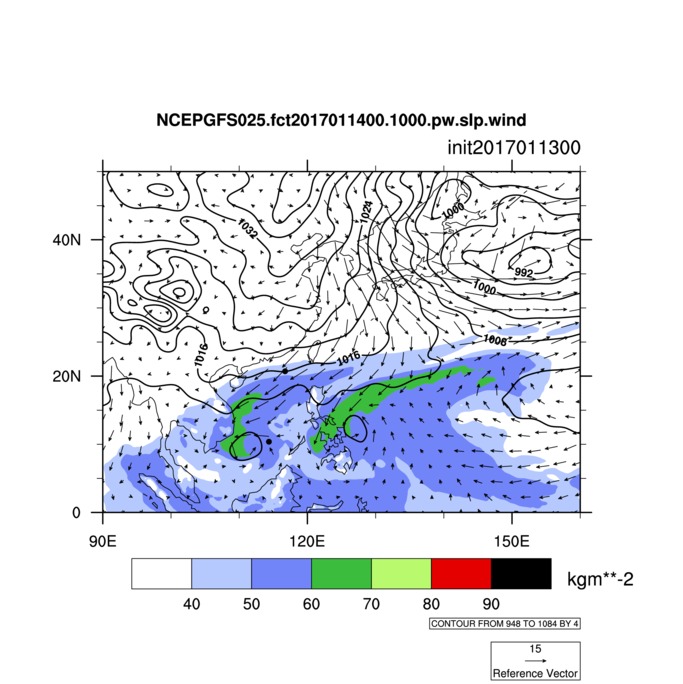 NCEPGFS025.fct2017011400.1000.pw.slp.wind
init2017011300
1000
1024
1032
40N
992
1000
1008
1016
1016
20N
0
90E
120E
150E
kgm**-2
40
50
60
70
80
90
CONTOUR FROM 948 TO 1084 BY 4
15
Reference Vector